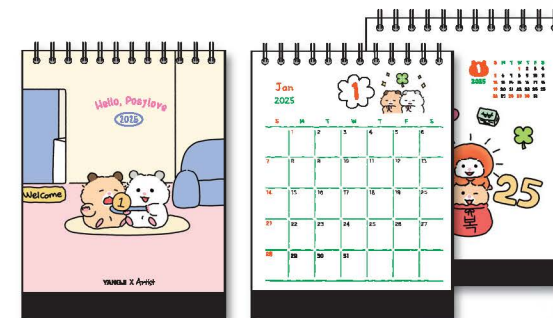 Hello, Posylove
2025
Welcome
1
X Artist
Jan
2025
1
S M T W T F S
1 2 3 4 5 6
7 8 9 10 11 12 13
14 15 16 17 18 19 20
21 22 23 24 25 26 27
28 29 30 31
1
2025
25
복